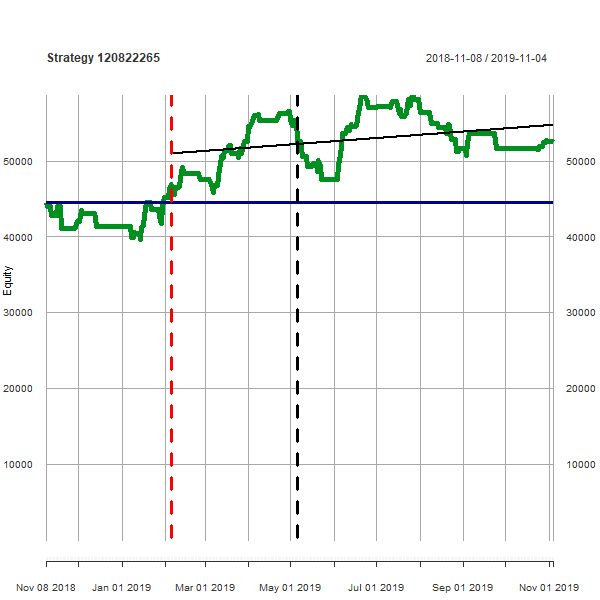 Strategy 120822265
2018-11-08 / 2019-11-04
50000 50000
40000 40000
Equity
30000 30000
20000 20000
10000 10000
Nov 08 2018 Jan 01 2019 Mar 01 2019 May 01 2019 Jul 01 2019 Sep 01 2019 Nov 01 2019